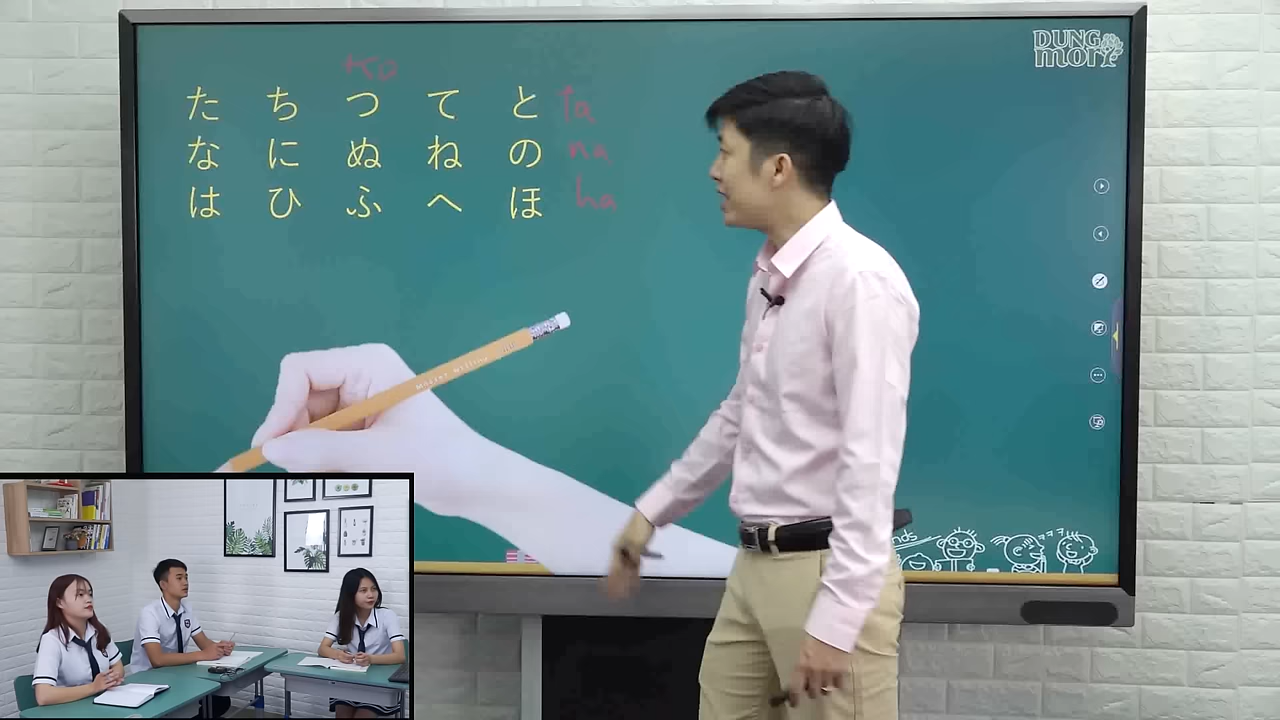 DUNG
mori
Ka
た ち つ て と ta
な に ぬ ね の na
は ひ ふ へ ほ ha